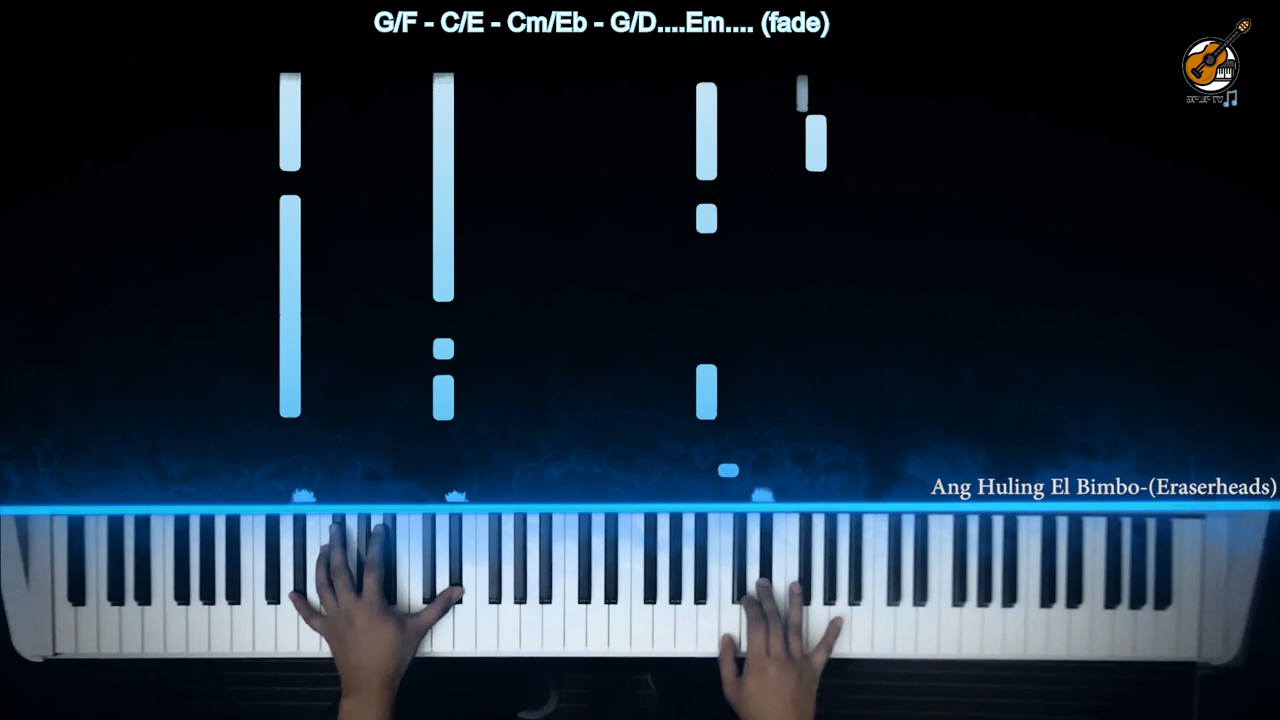 G/F - C/E - Cm/Eb - G/D....Em.... (fade)
Ang Huling El Bimbo-(Eraserheads)